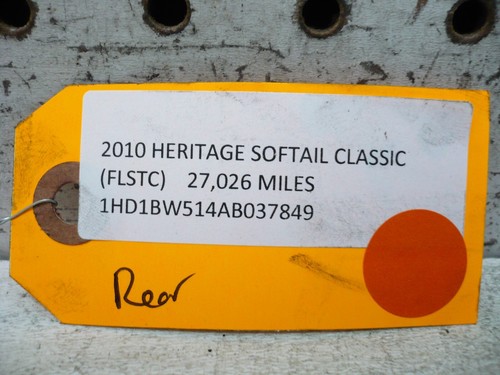 2010 HERITAGE SOFTAIL CLASSIC
(FLSTC) 27,026 MILES
1HD1BW514AB037849
Rear